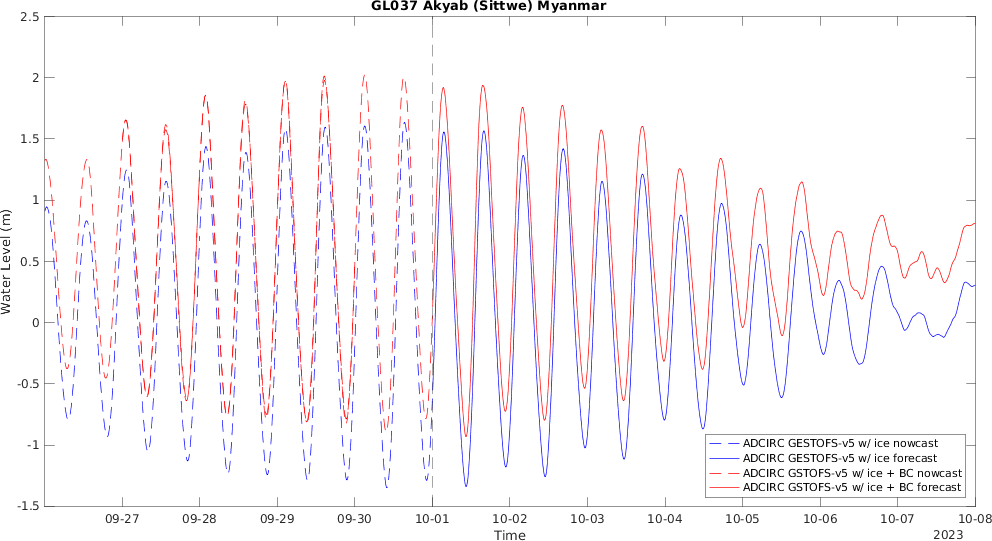 GL037 Akyab (Sittwe) Myanmar
2.5
2
1.5
1
0.5
0
-0.5
-1
-1.5
Water Level (m)
09-27 09-28 09-29 09-30 10-01 10-02 10-03 10-04 10-05 10-06 10-07 10-08
Time
2023
ADCIRC GESTOFS-v5 w/ ice nowcast
ADCIRC GESTOFS-v5 w/ ice forecast
ADCIRC GSTOFS-v5 w/ ice + BC nowcast
ADCIRC GSTOFS-v5 w/ ice + BC forecast